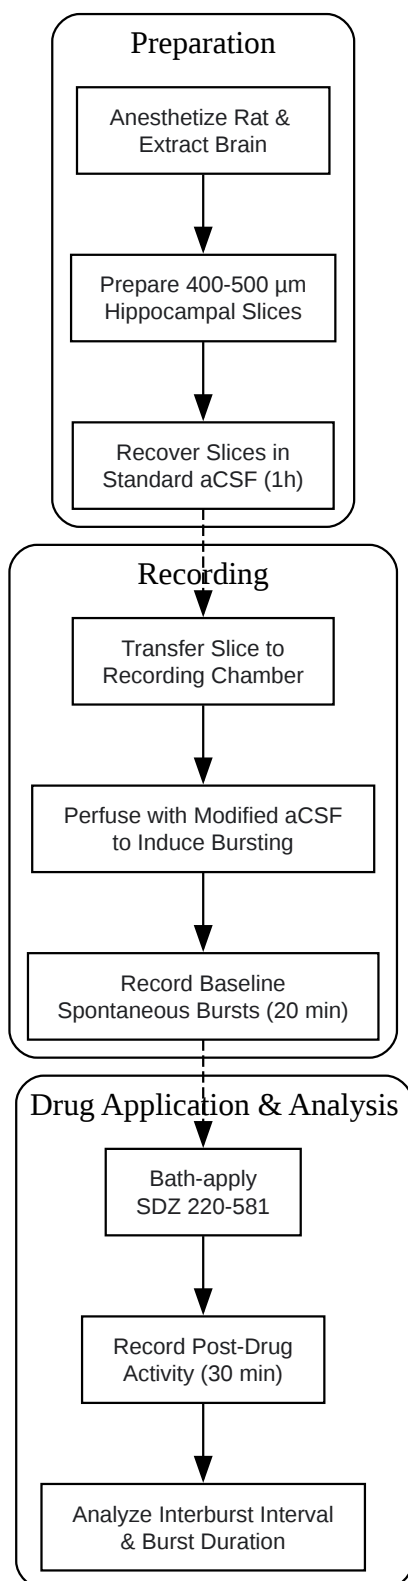 Preparation
Anesthetize Rat &
Extract Brain
Prepare 400-500 µm
Hippocampal Slices
Recover Slices in
Standard aCSF (1h)
Recording
Transfer Slice to
Recording Chamber
Perfuse with Modified aCSF
to Induce Bursting
Record Baseline
Spontaneous Bursts (20 min)
Drug Application & Analysis
Bath-apply
SDZ 220-581
Record Post-Drug
Activity (30 min)
Analyze Interburst Interval
& Burst Duration